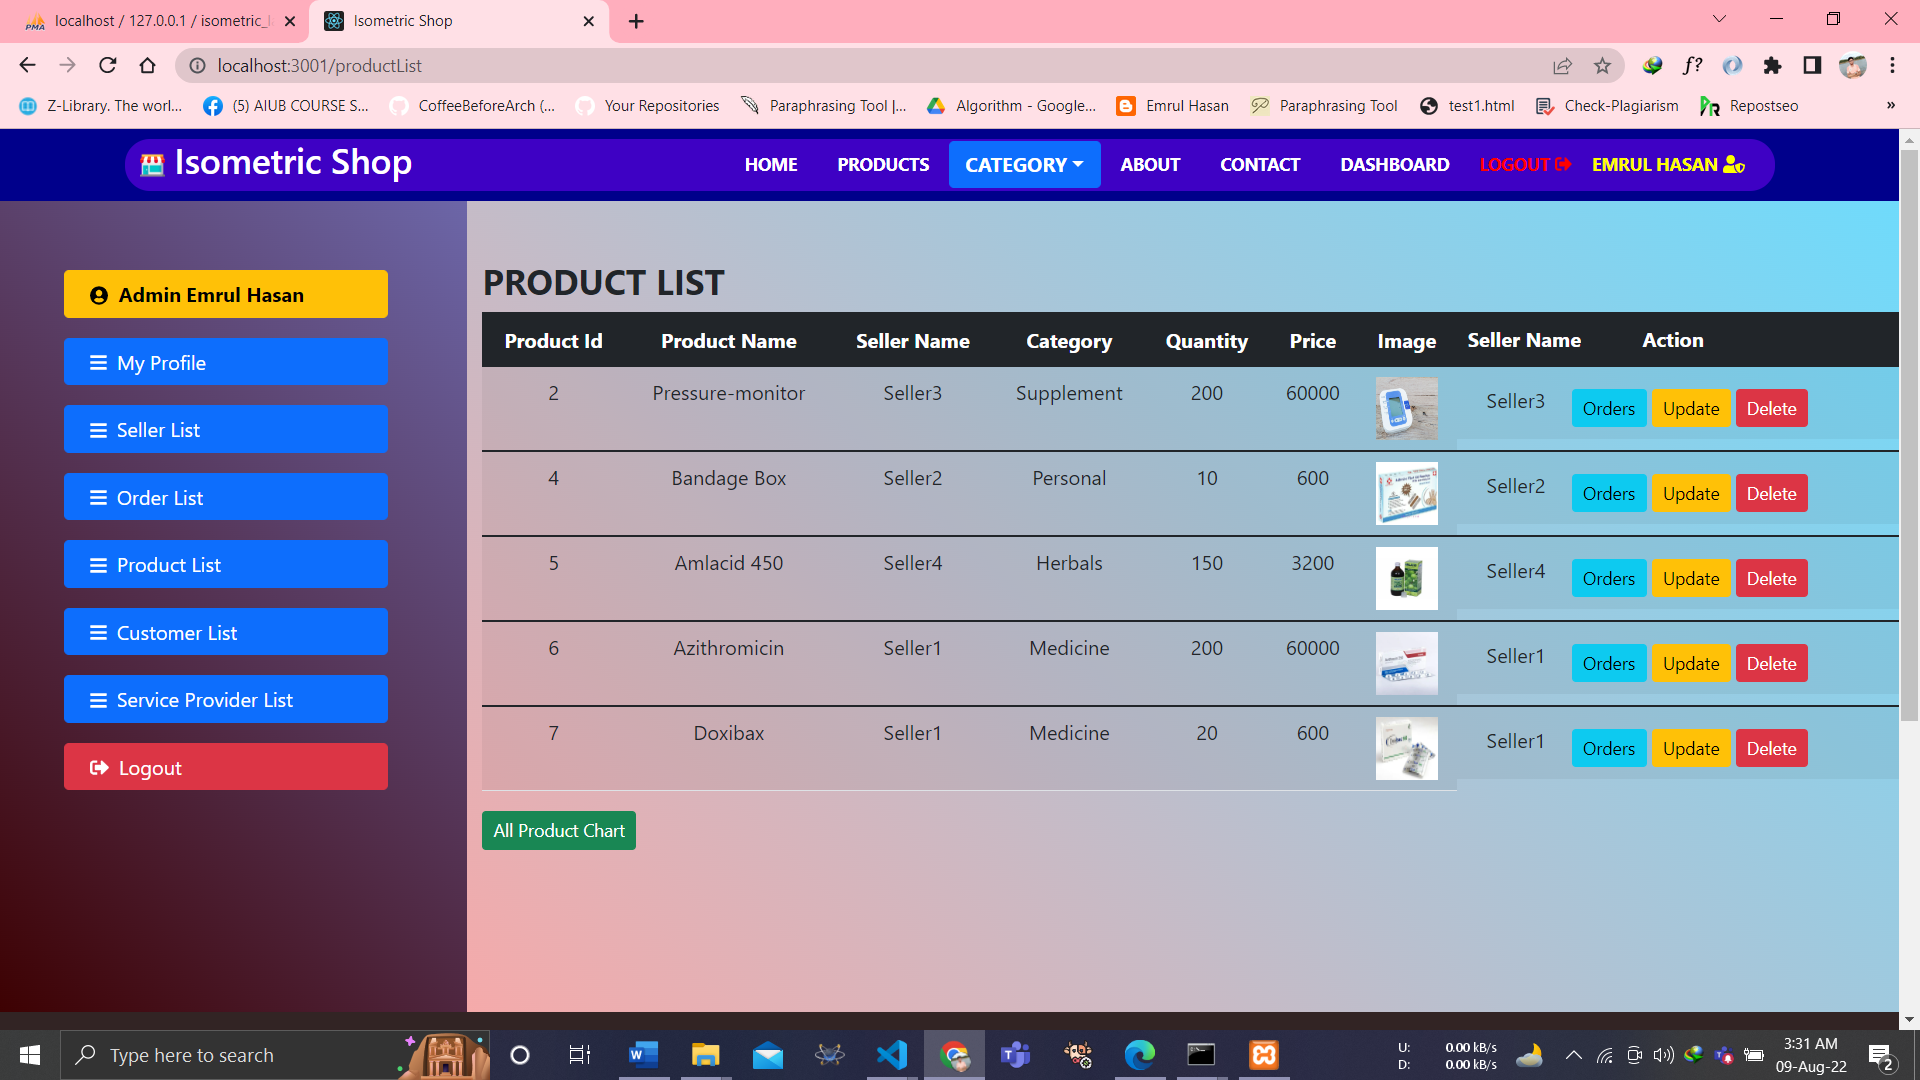 localhost / 127.0.0.1 / isometric_
Isometric Shop
localhost:3001/productList
f?
Z-Library. The worl...
(5) AIUB COURSE S...
CoffeeBeforeArch (...
Your Repositories
Paraphrasing Tool |...
Algorithm - Google...
Emrul Hasan
Paraphrasing Tool
test1.html
Check-Plagiarism
Repostseo
»
Isometric Shop
HOME PRODUCTS CATEGORY ABOUT CONTACT DASHBOARD LOGOUT EMRUL HASAN
Admin Emrul Hasan
My Profile
Seller List
Order List
Product List
Customer List
Service Provider List
Logout
PRODUCT LIST
Product Id Product Name Seller Name Category Quantity Price Image Seller Name Action
2 Pressure-monitor Seller3 Supplement 200 60000 Seller3 Orders Update Delete
4 Bandage Box Seller2 Personal 10 600 Seller2 Orders Update Delete
5 Amlacid 450 Seller4 Herbals 150 3200 Seller4 Orders Update Delete
6 Azithromicin Seller1 Medicine 200 60000 Seller1 Orders Update Delete
7 Doxibax Seller1 Medicine 20 600 Seller1 Orders Update Delete
All Product Chart
Type here to search
U: 0.00 kB/s
D: 0.00 kB/s
3:31 AM
09-Aug-22
2